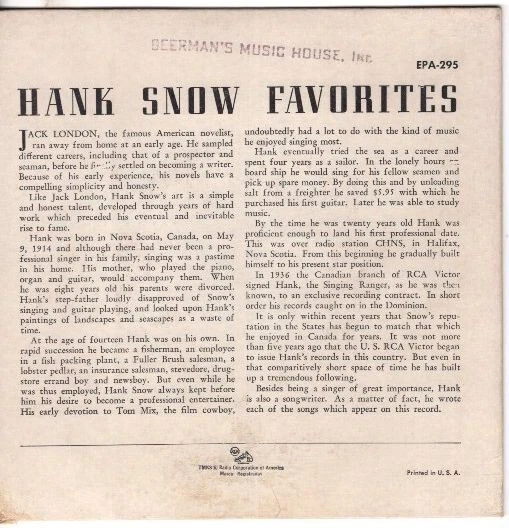 BEERMAN'S MUSIC HOUSE, INC
EPA-295
HANK SNOW FAVORITES
JACK LONDON, the famous American novelist,
ran away from home at an early age. He sampled
different careers, including that of a prospector and
seaman, before he finally settled on becoming a writer.
Because of his early experience, his novels have a
compelling simplicity and honesty.
Like Jack London, Hank Snow's art is a simple
and honest talent, developed through years of hard
work which preceded his eventual and inevitable
rise to fame.
Hank was born in Nova Scotia, Canada, on May
9, 1914 and although there had never been a pro-
fessional singer in his family, singing was a pastime
in his home. His mother, who played the piano,
organ and guitar, would accompany them. When
he was eight years old his parents were divorced.
Hank's step-father loudly disapproved of Snow's
singing and guitar playing, and looked upon Hank's
paintings of landscapes and seascapes as a waste of
time.
At the age of fourteen Hank was on his own. In
rapid succession he became a fisherman, an employee
in a fish packing plant, a Fuller Brush salesman, a
lobster pedlar, an insurance salesman, stevedore, drug-
store errand boy and newsboy. But even while he
was thus employed, Hank Snow always kept before
him his desire to become a professional entertainer.
His early devotion to Tom Mix, the film cowboy,
undoubtedly had a lot to do with the kind of music
he enjoyed singing most.
Hank eventually tried the sea as a career and
spent four years as a sailor. In the lonely hours
board ship he would sing for his fellow seamen and
pick up spare money. By doing this and by unloading
salt from a freighter he saved $5.95 with which he
purchased his first guitar. Later he was able to study
music.
By the time he was twenty years old Hank was
proficient enough to land his first professional date.
This was over radio station CHNS, in Halifax,
Nova Scotia. From this beginning he gradually built
himself to his present star position.
In 1936 the Canadian branch of RCA Victor
signed Hank, the Singing Ranger, as he was then
known, to an exclusive recording contract. In short
order his records caught on in the Dominion.
It is only within recent years that Snow's repu-
tation in the States has begun to match that which
he enjoyed in Canada for years. It was not more
than five years ago that the U. S. RCA Victor began
to issue Hank's records in this country. But even in
that comparitively short space of time he has built
up a tremendous following.
Besides being a singer of great importance, Hank
is also a songwriter. As a matter of fact, he wrote
each of the songs which appear on this record.
TMKS ® Radio Corporation of America
Marca Registrada
Printed in U. S. A.